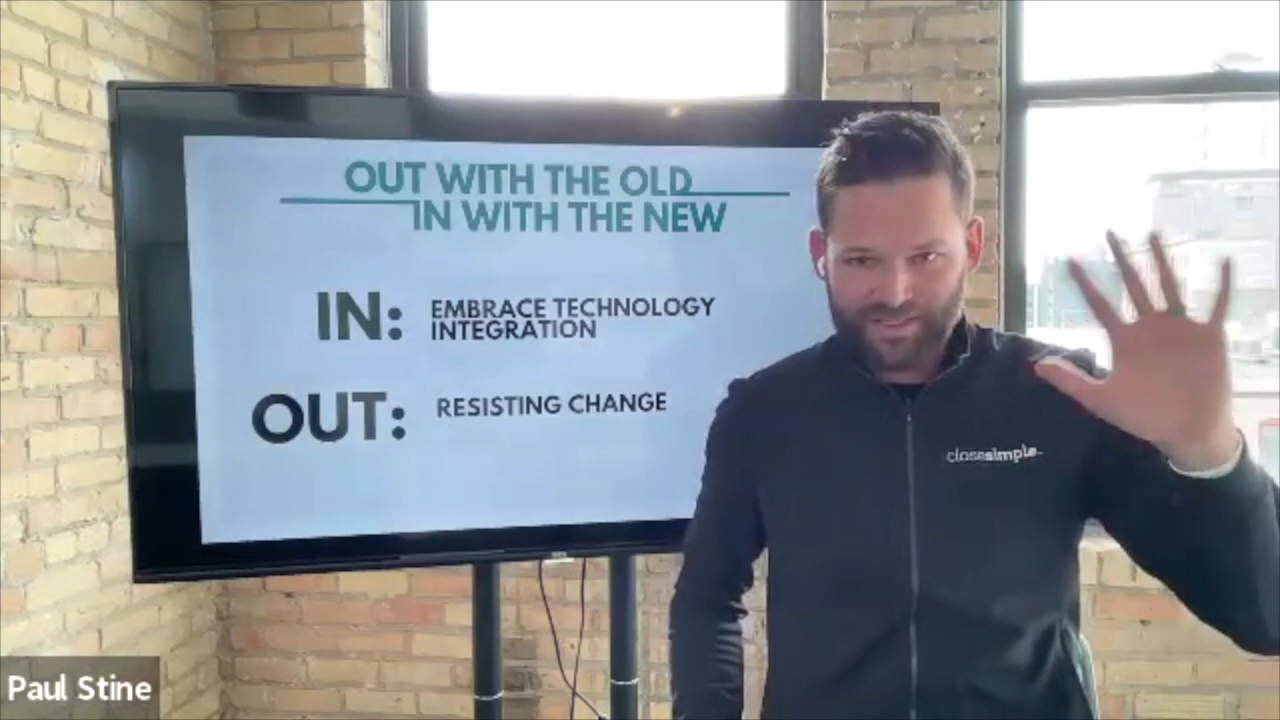 OUT WITH THE OLD
IN WITH THE NEW
IN: EMBRACE TECHNOLOGY
INTEGRATION
OUT: RESISTING CHANGE
closesimple
Paul Stine